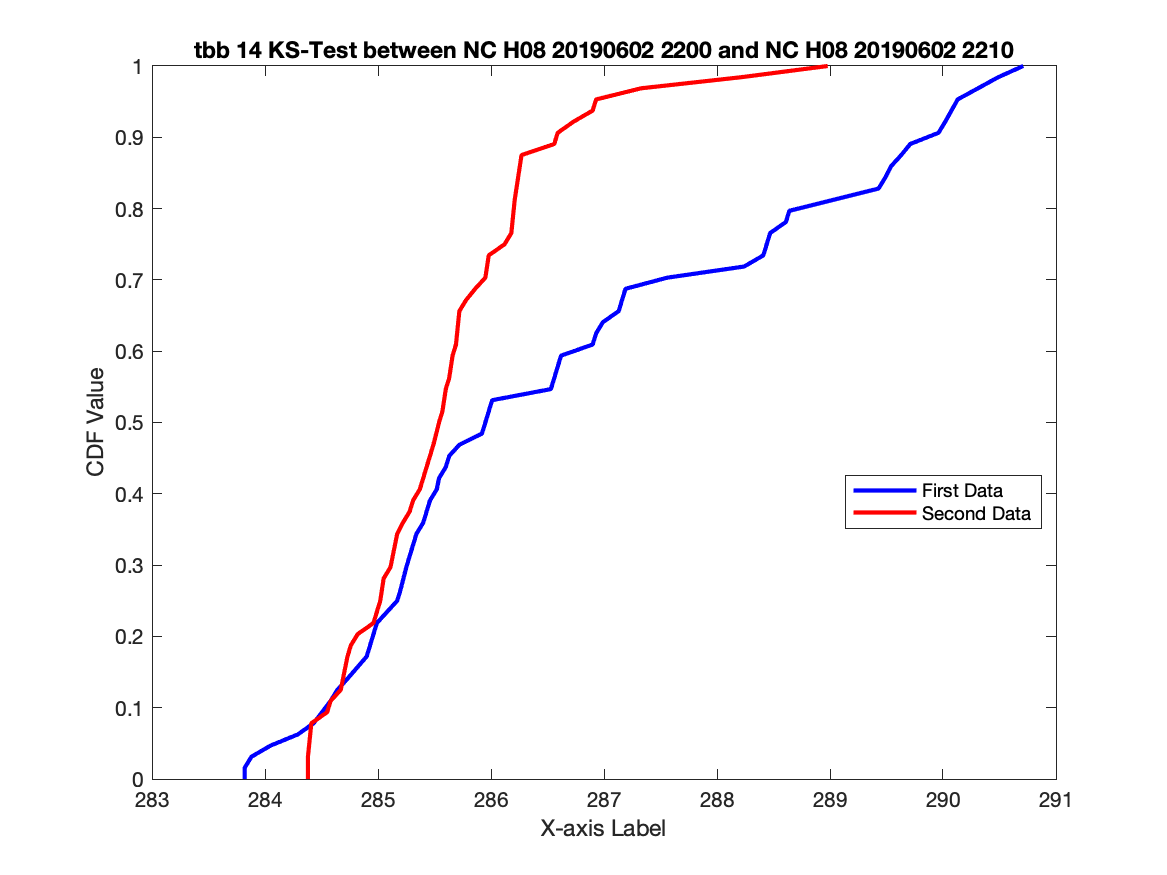 tbb 14 KS-Test between NC H08 20190602 2200 and NC H08 20190602 2210
1
0.9
0.8
0.7
0.6
0.5
0.4
0.3
0.2
0.1
0
CDF Value
First Data
Second Data
283 284 285 286 287 288 289 290 291
X-axis Label